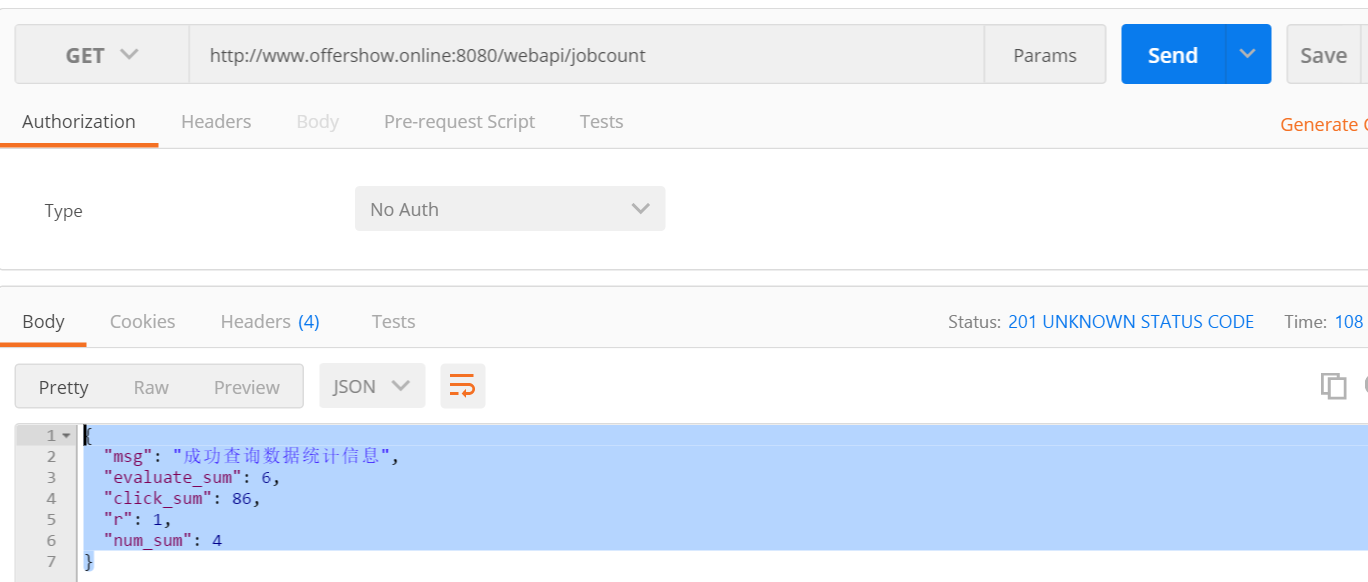 GET http://www.offershow.online:8080/webapi/jobcount Params Send Save
Authorization Headers Body Pre-request Script Tests Generate
Type No Auth
Body Cookies Headers (4) Tests Status: 201 UNKNOWN STATUS CODE Time: 108
Pretty Raw Preview JSON
1 {
2 "msg": "成功查询数据统计信息",
3 "evaluate_sum": 6,
4 "click_sum": 86,
5 "r": 1,
6 "num_sum": 4
7 }